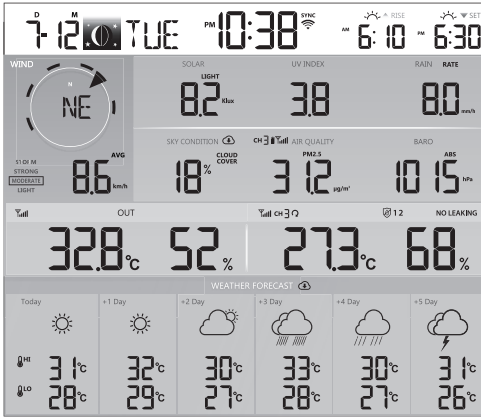 D M SYNC RISE SET
7-12 TUE PM 10:38 AM 6:10 PM 6:30
WIND SOLAR UV INDEX RAIN RATE
N LIGHT
NE 8.2 Klux 3.8 8.0 mm/h
SKY CONDITION CH 3 AIR QUALITY BARO
AVG CLOUD COVER PM2.5 ABS
STORM
STRONG
MODERATE
LIGHT
8.6 km/h 18% 31.2 µg/m³ 1015 hPa
OUT CH 3 1 2 NO LEAKING
32.8°C 52% 27.3°C 68%
WEATHER FORECAST
Today +1 Day +2 Day +3 Day +4 Day +5 Day
HI 31°C 32°C 30°C 33°C 30°C 31°C
LO 28°C 29°C 27°C 28°C 27°C 26°C